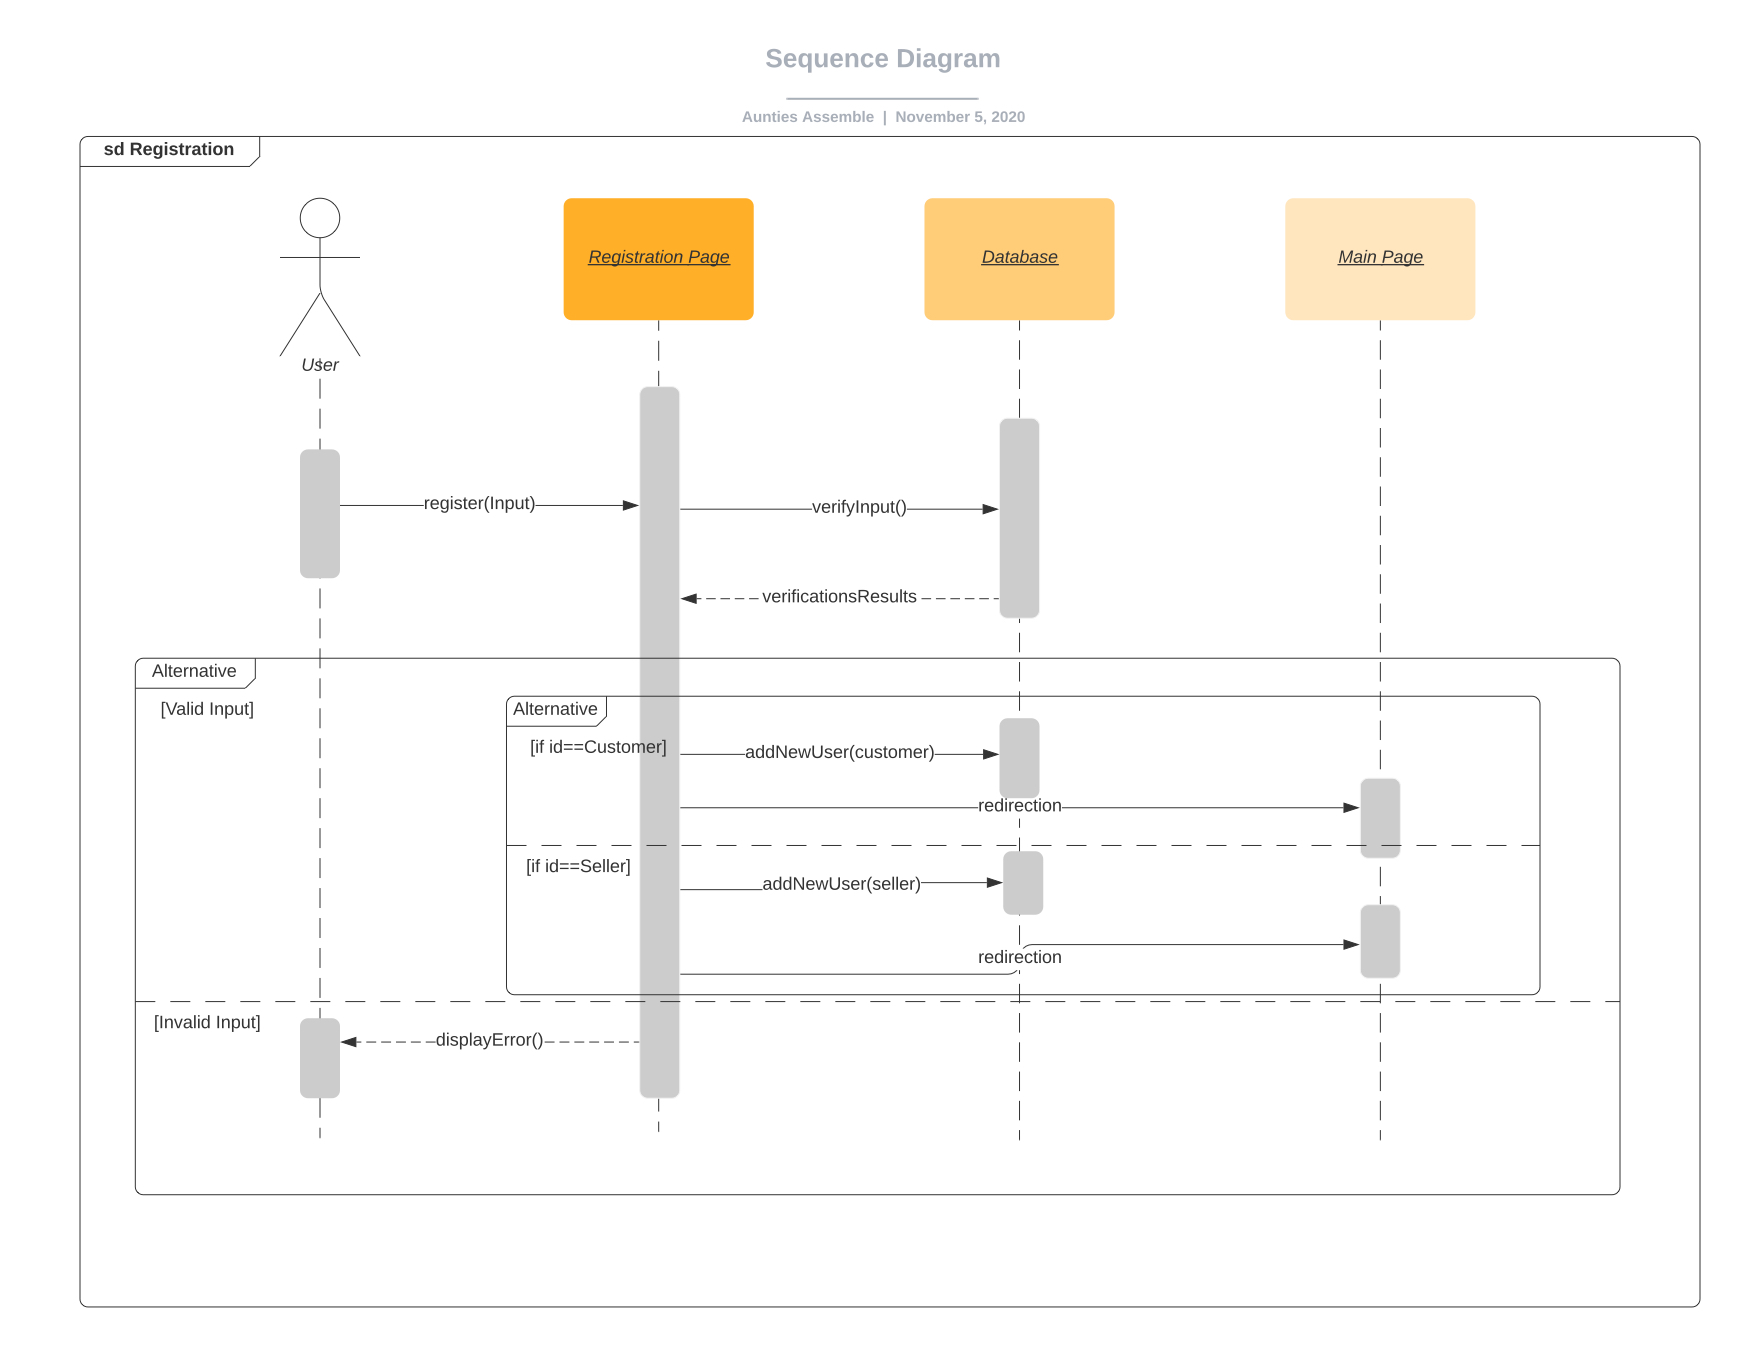 Sequence Diagram
Aunties Assemble | November 5, 2020
sd Registration
Registration Page
Database
Main Page
User
register(Input)
verifyInput()
verificationsResults
Alternative
[Valid Input]
Alternative
[if id==Customer]
addNewUser(customer)
redirection
[if id==Seller]
addNewUser(seller)
redirection
[Invalid Input]
displayError()